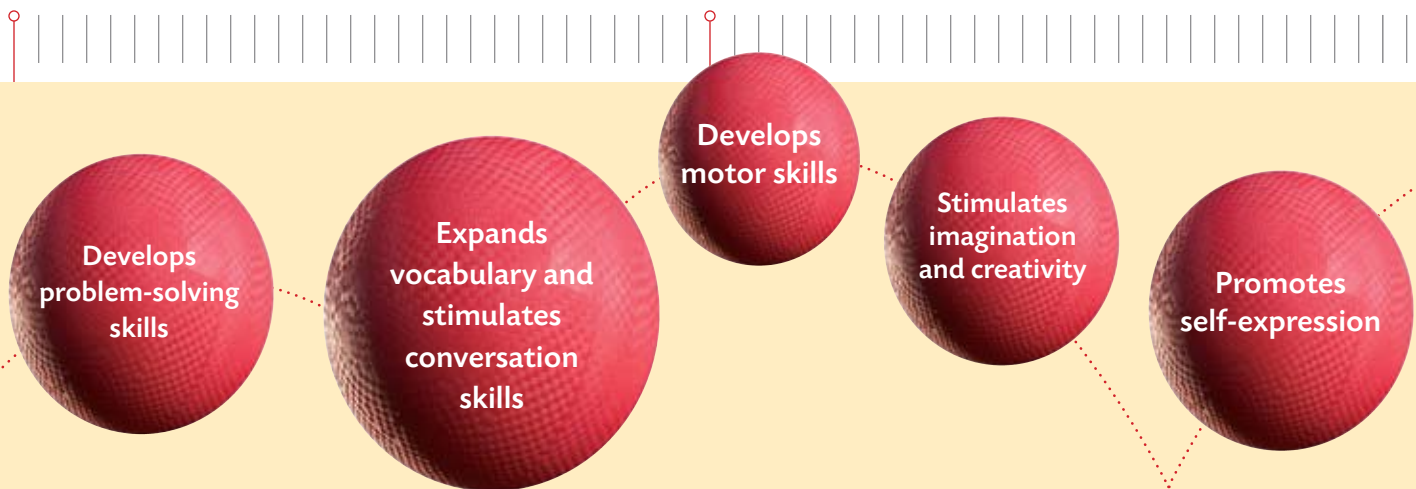 Develops
problem-solving
skills
Expands
vocabulary and
stimulates
conversation
skills
Develops
motor skills
Stimulates
imagination
and creativity
Promotes
self-expression